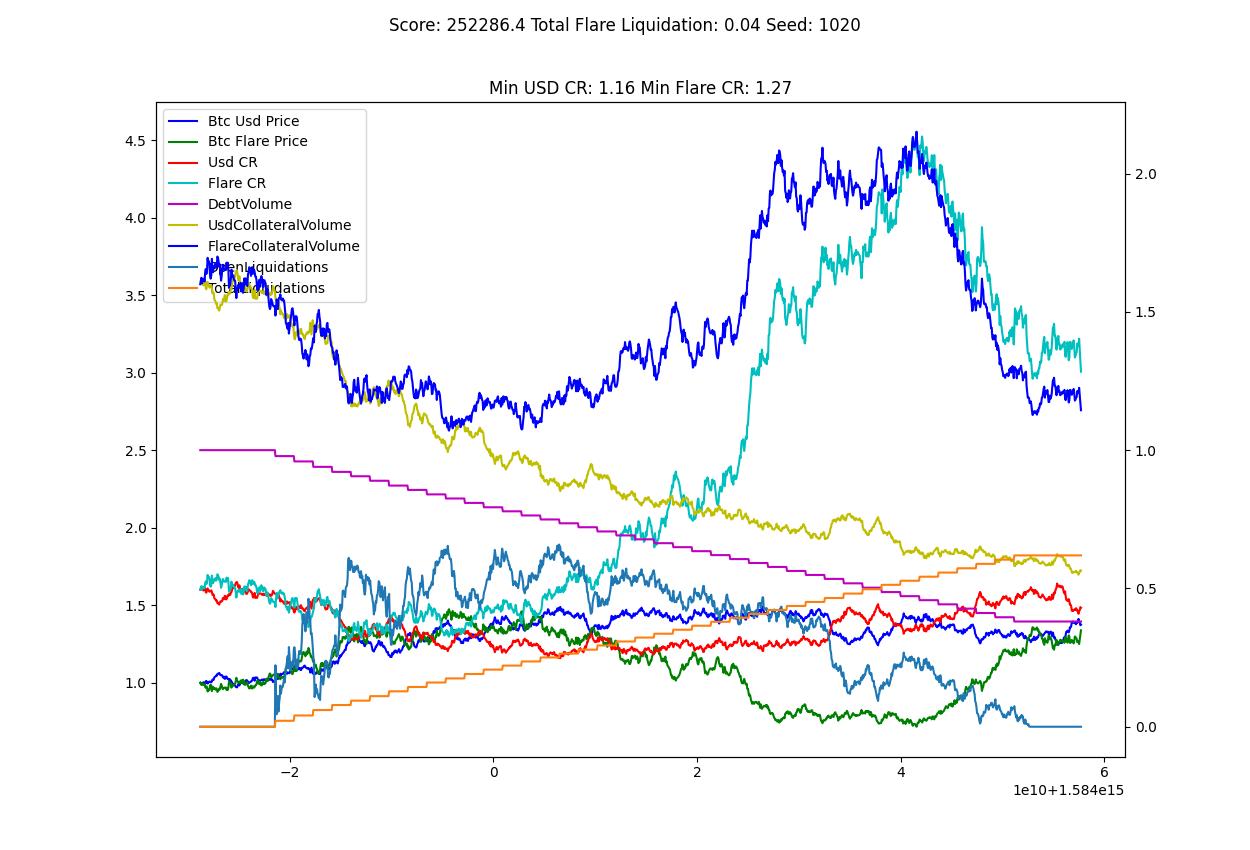 Score: 252286.4 Total Flare Liquidation: 0.04 Seed: 1020
Min USD CR: 1.16 Min Flare CR: 1.27
Btc Usd Price
Btc Flare Price
Usd CR
Flare CR
DebtVolume
UsdCollateralVolume
FlareCollateralVolume
OpenLiquidations
TotalLiquidations
4.5
4.0
3.5
3.0
2.5
2.0
1.5
1.0
2.0
1.5
1.0
0.5
0.0
−2
0
2
4
6
1e10+1.584e15